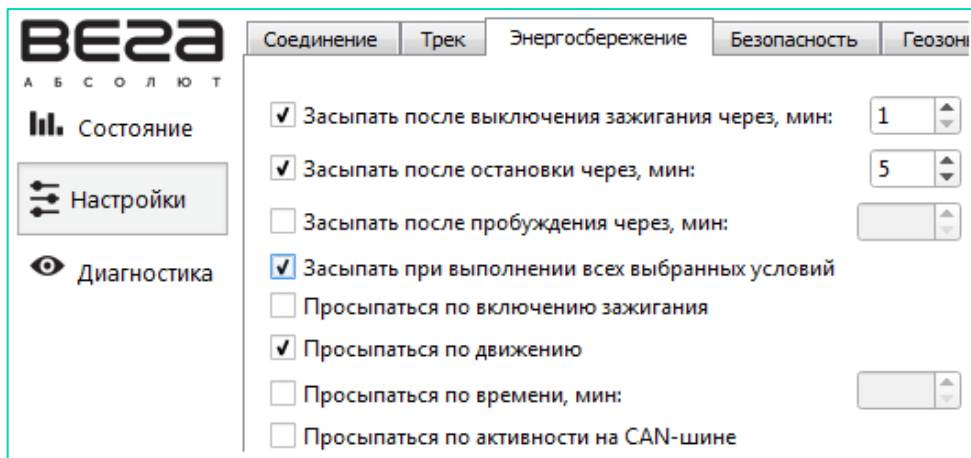 ВЕГА
АБСОЛЮТ
Состояние
Настройки
Диагностика
Соединение Трек Энергосбережение Безопасность Геозоны
Засыпать после выключения зажигания через, мин: 1
Засыпать после остановки через, мин: 5
Засыпать после пробуждения через, мин:
Засыпать при выполнении всех выбранных условий
Просыпаться по включению зажигания
Просыпаться по движению
Просыпаться по времени, мин:
Просыпаться по активности на CAN-шине